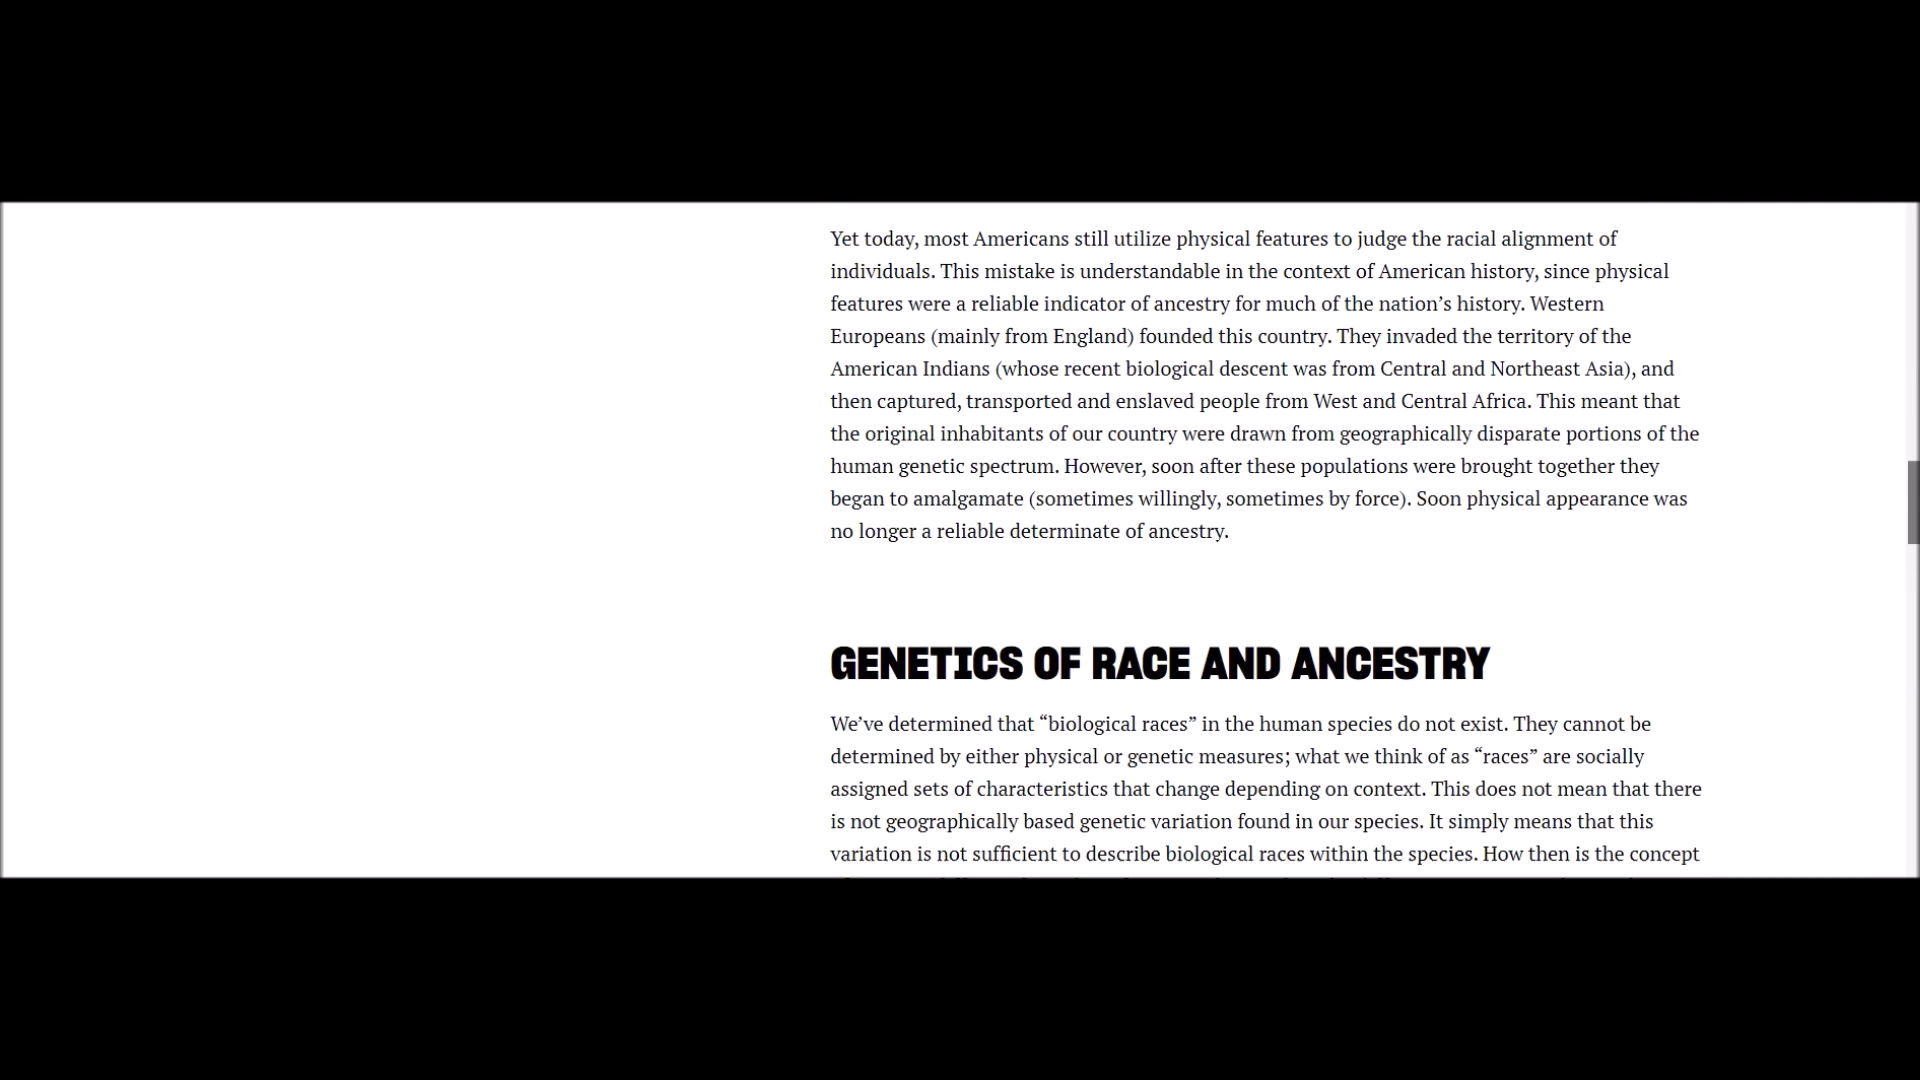 Yet today, most Americans still utilize physical features to judge the racial alignment of
individuals. This mistake is understandable in the context of American history, since physical
features were a reliable indicator of ancestry for much of the nation’s history. Western
Europeans (mainly from England) founded this country. They invaded the territory of the
American Indians (whose recent biological descent was from Central and Northeast Asia), and
then captured, transported and enslaved people from West and Central Africa. This meant that
the original inhabitants of our country were drawn from geographically disparate portions of the
human genetic spectrum. However, soon after these populations were brought together they
began to amalgamate (sometimes willingly, sometimes by force). Soon physical appearance was
no longer a reliable determinate of ancestry.
GENETICS OF RACE AND ANCESTRY
We’ve determined that “biological races” in the human species do not exist. They cannot be
determined by either physical or genetic measures; what we think of as “races” are socially
assigned sets of characteristics that change depending on context. This does not mean that there
is not geographically based genetic variation found in our species. It simply means that this
variation is not sufficient to describe biological races within the species. How then is the concept